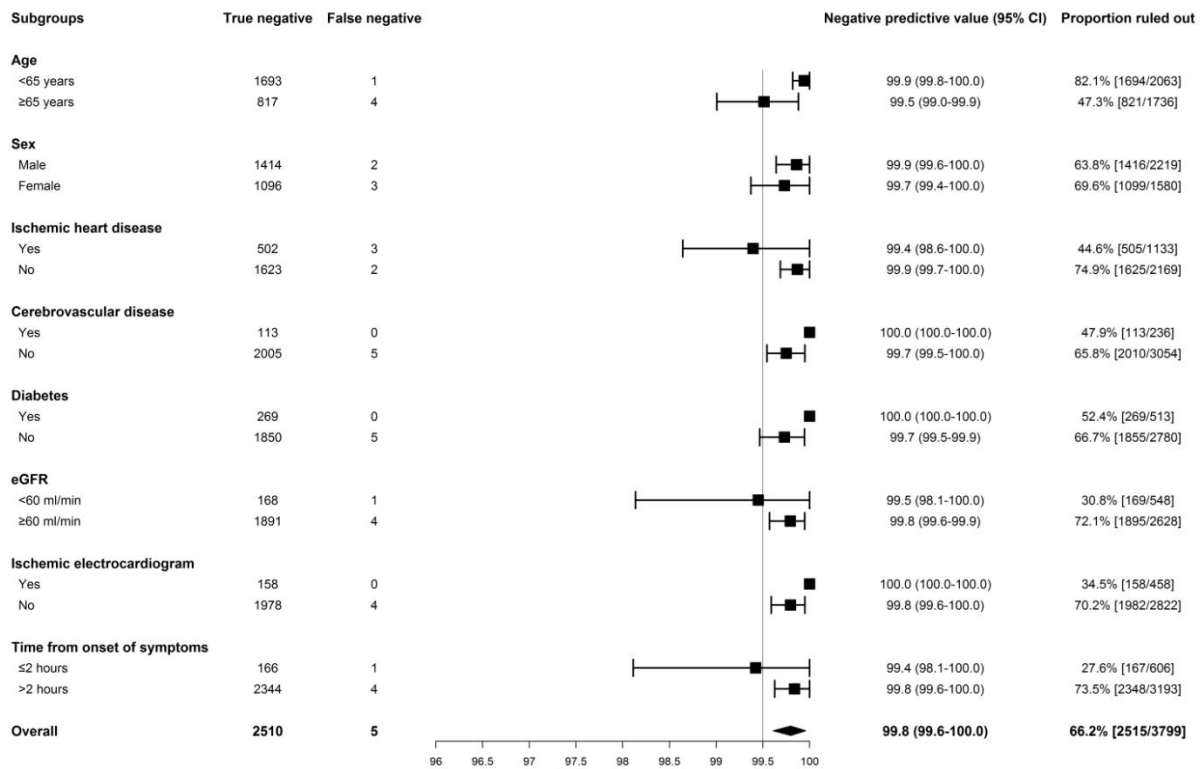 Subgroups True negative False negative Negative predictive value (95% CI) Proportion ruled out
Age
<65 years 1693 1 99.9 (99.8-100.0) 82.1% [1694/2063]
≥65 years 817 4 99.5 (99.0-99.9) 47.3% [821/1736]
Sex
Male 1414 2 99.9 (99.6-100.0) 63.8% [1416/2219]
Female 1096 3 99.7 (99.4-100.0) 69.6% [1099/1580]
Ischemic heart disease
Yes 502 3 99.4 (98.6-100.0) 44.6% [505/1133]
No 1623 2 99.9 (99.7-100.0) 74.9% [1625/2169]
Cerebrovascular disease
Yes 113 0 100.0 (100.0-100.0) 47.9% [113/236]
No 2005 5 99.7 (99.5-100.0) 65.8% [2010/3054]
Diabetes
Yes 269 0 100.0 (100.0-100.0) 52.4% [269/513]
No 1850 5 99.7 (99.5-99.9) 66.7% [1855/2780]
eGFR
<60 ml/min 168 1 99.5 (98.1-100.0) 30.8% [169/548]
≥60 ml/min 1891 4 99.8 (99.6-99.9) 72.1% [1895/2628]
Ischemic electrocardiogram
Yes 158 0 100.0 (100.0-100.0) 34.5% [158/458]
No 1978 4 99.8 (99.6-100.0) 70.2% [1982/2822]
Time from onset of symptoms
≤2 hours 166 1 99.4 (98.1-100.0) 27.6% [167/606]
>2 hours 2344 4 99.8 (99.6-100.0) 73.5% [2348/3193]
Overall 2510 5 99.8 (99.6-100.0) 66.2% [2515/3799]
96 96.5 97 97.5 98 98.5 99 99.5 100